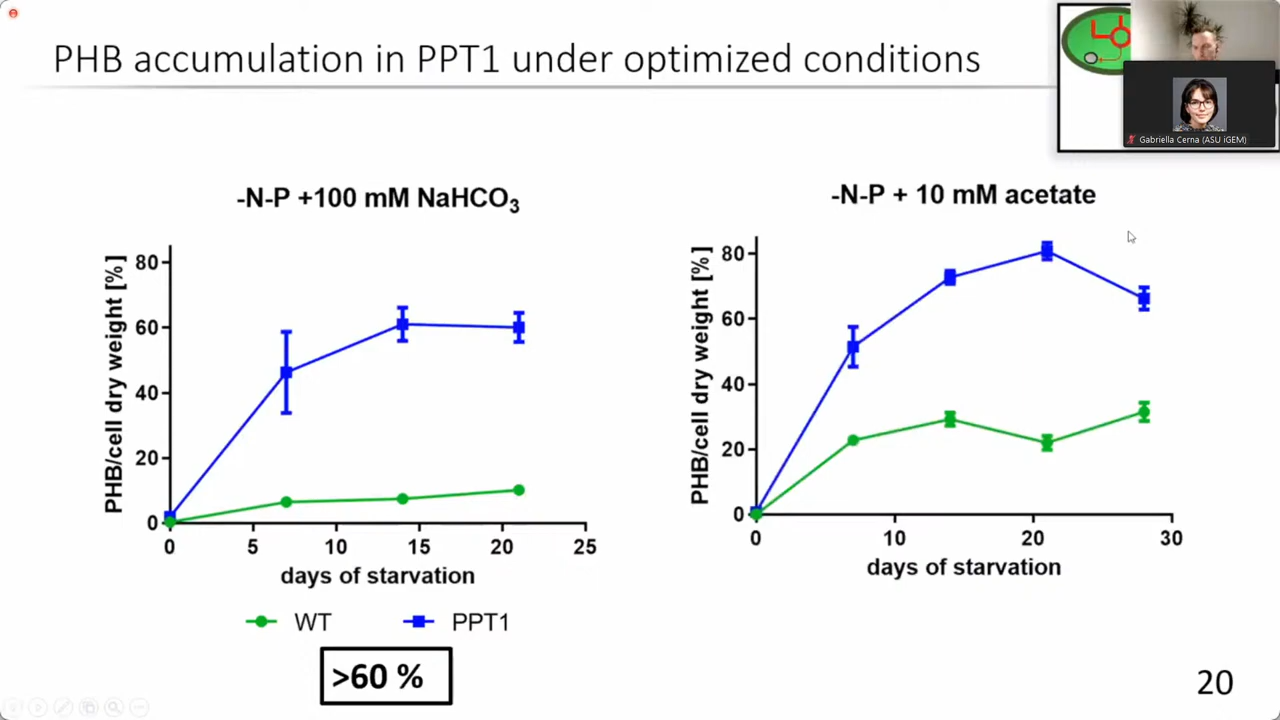 PHB accumulation in PPT1 under optimized conditions
Gabriella Cerna (ASU iGEM)
-N-P +100 mM NaHCO₃
PHB/cell dry weight [%]
80
60
40
20
0
0 5 10 15 20 25
days of starvation
WT PPT1
>60 %
-N-P + 10 mM acetate
PHB/cell dry weight [%]
80
60
40
20
0
0 10 20 30
days of starvation
20